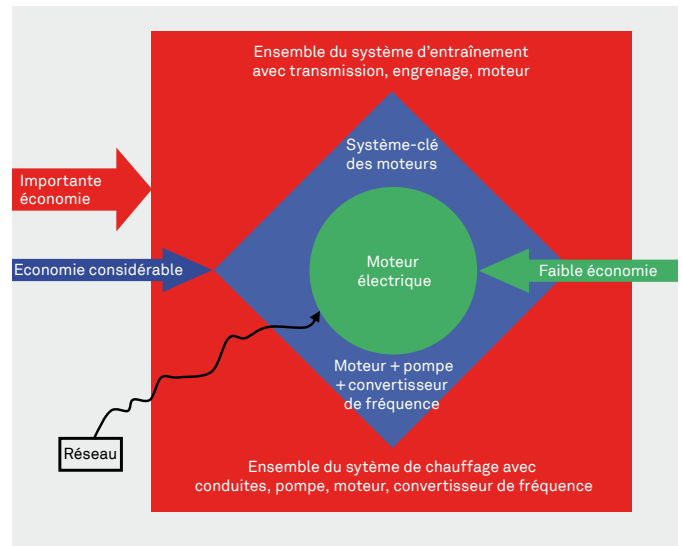 Ensemble du système d'entraînement
avec transmission, engrenage, moteur
Système-clé
des moteurs
Importante
économie
Economie considérable
Moteur
électrique
Faible économie
Moteur + pompe
+ convertisseur
de fréquence
Réseau
Ensemble du sytème de chauffage avec
conduites, pompe, moteur, convertisseur de fréquence